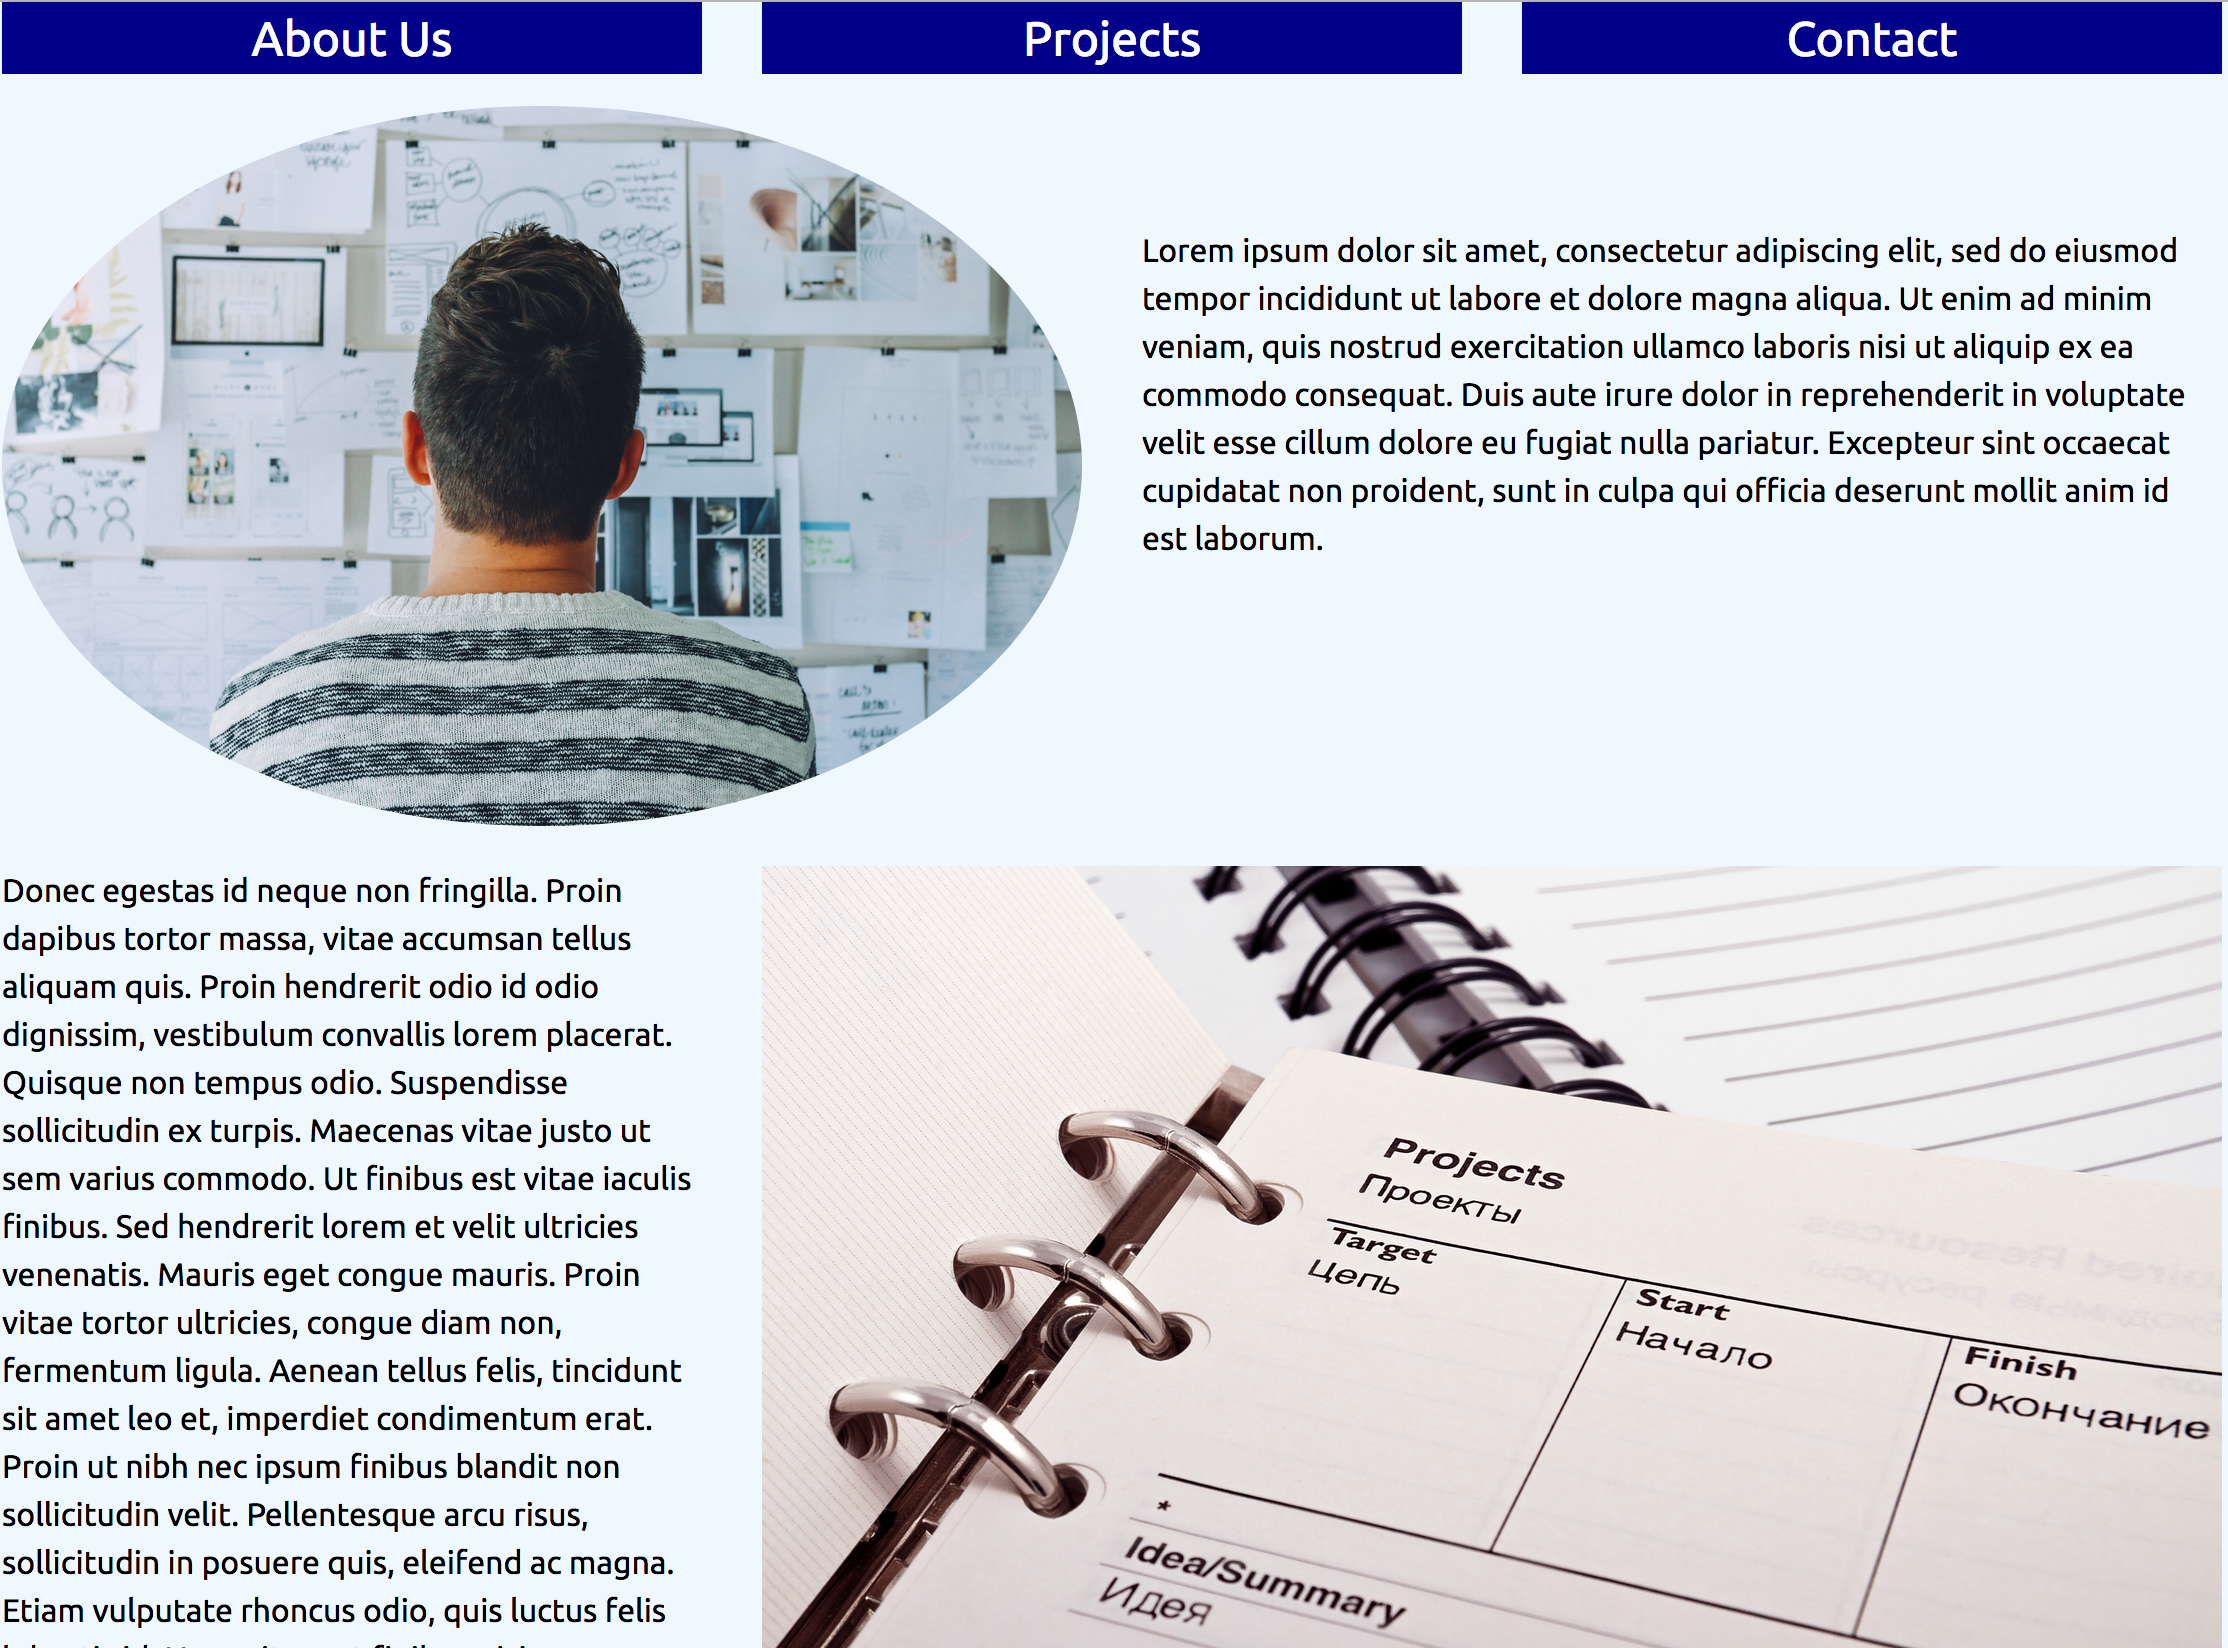 About Us
Projects
Contact
Lorem ipsum dolor sit amet, consectetur adipiscing elit, sed do eiusmod
tempor incididunt ut labore et dolore magna aliqua. Ut enim ad minim
veniam, quis nostrud exercitation ullamco laboris nisi ut aliquip ex ea
commodo consequat. Duis aute irure dolor in reprehenderit in voluptate
velit esse cillum dolore eu fugiat nulla pariatur. Excepteur sint occaecat
cupidatat non proident, sunt in culpa qui officia deserunt mollit anim id
est laborum.
Donec egestas id neque non fringilla. Proin
dapibus tortor massa, vitae accumsan tellus
aliquam quis. Proin hendrerit odio id odio
dignissim, vestibulum convallis lorem placerat.
Quisque non tempus odio. Suspendisse
sollicitudin ex turpis. Maecenas vitae justo ut
sem varius commodo. Ut finibus est vitae iaculis
finibus. Sed hendrerit lorem et velit ultricies
venenatis. Mauris eget congue mauris. Proin
vitae tortor ultricies, congue diam non,
fermentum ligula. Aenean tellus felis, tincidunt
sit amet leo et, imperdiet condimentum erat.
Proin ut nibh nec ipsum finibus blandit non
sollicitudin velit. Pellentesque arcu risus,
sollicitudin in posuere quis, eleifend ac magna.
Etiam vulputate rhoncus odio, quis luctus felis
Projects
Проекты
Target
Цель
Start
Начало
Finish
Окончание
*
Idea/Summary
Идея